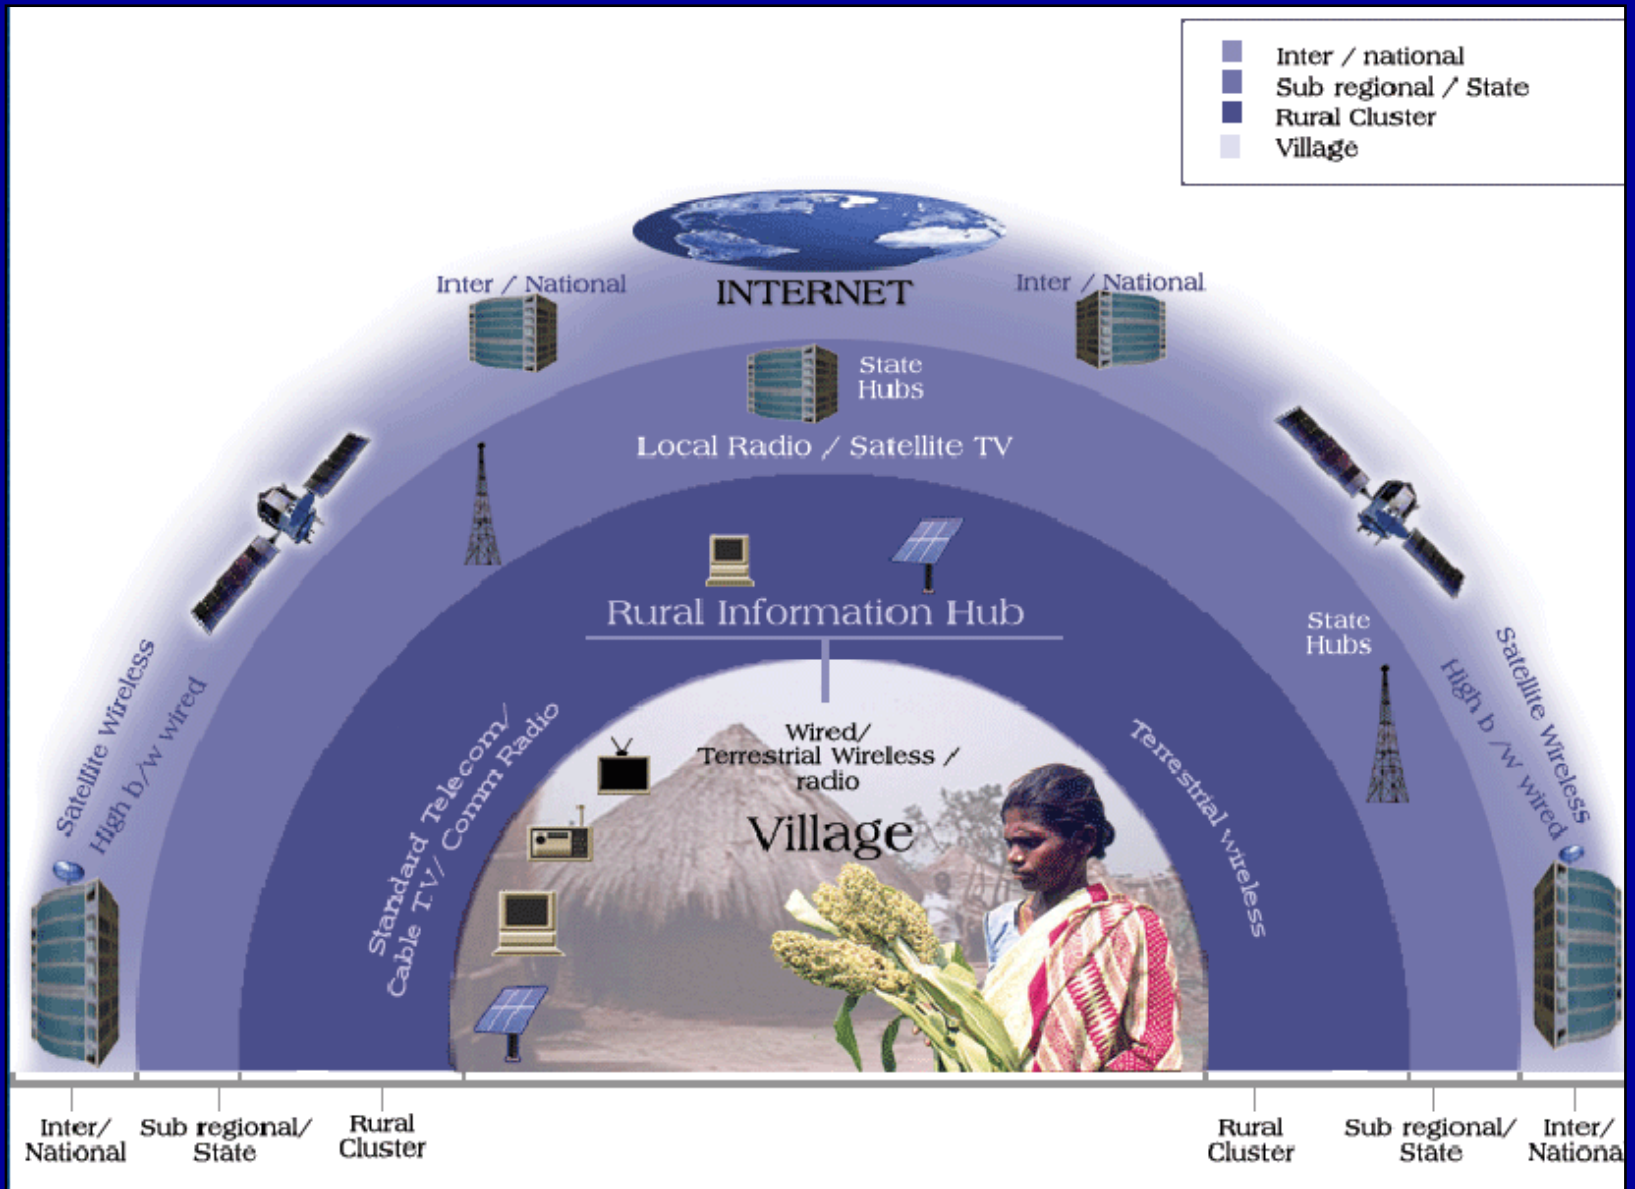 Inter / national
Sub regional / State
Rural Cluster
Village
Inter / National
INTERNET
Inter / National
State
Hubs
Local Radio / Satellite TV
Rural Information Hub
State
Hubs
Satellite Wireless
High b/w wired
Standard Telecom/
Cable TV/ Comm Radio
Wired/
Terrestrial Wireless /
radio
Village
Terrestrial wireless
High b /w wired
Satellite Wireless
Inter/
National
Sub regional/
State
Rural
Cluster
Rural
Cluster
Sub regional/
State
Inter/
Nationa